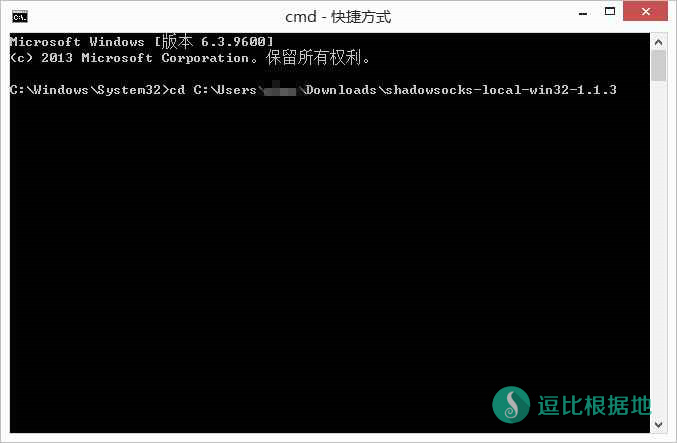 cmd - 快捷方式
Microsoft Windows [版本 6.3.9600]
(c) 2013 Microsoft Corporation。保留所有权利。
C:\Windows\System32>cd C:\Users\ \Downloads\shadowsocks-local-win32-1.1.3
逗比根据地